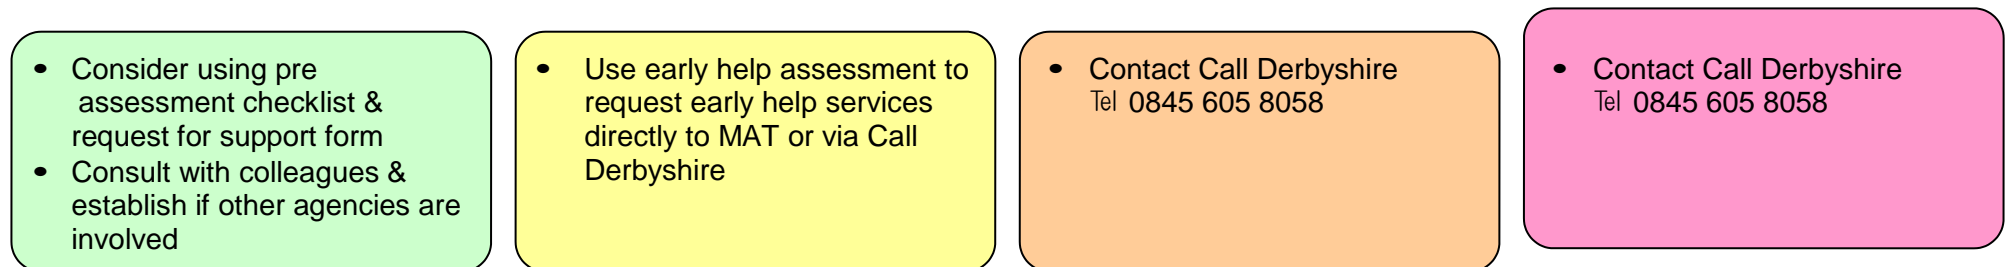 • Consider using pre
assessment checklist &
request for support form
• Consult with colleagues &
establish if other agencies are
involved
• Use early help assessment to
request early help services
directly to MAT or via Call
Derbyshire
• Contact Call Derbyshire
Tel 0845 605 8058
• Contact Call Derbyshire
Tel 0845 605 8058